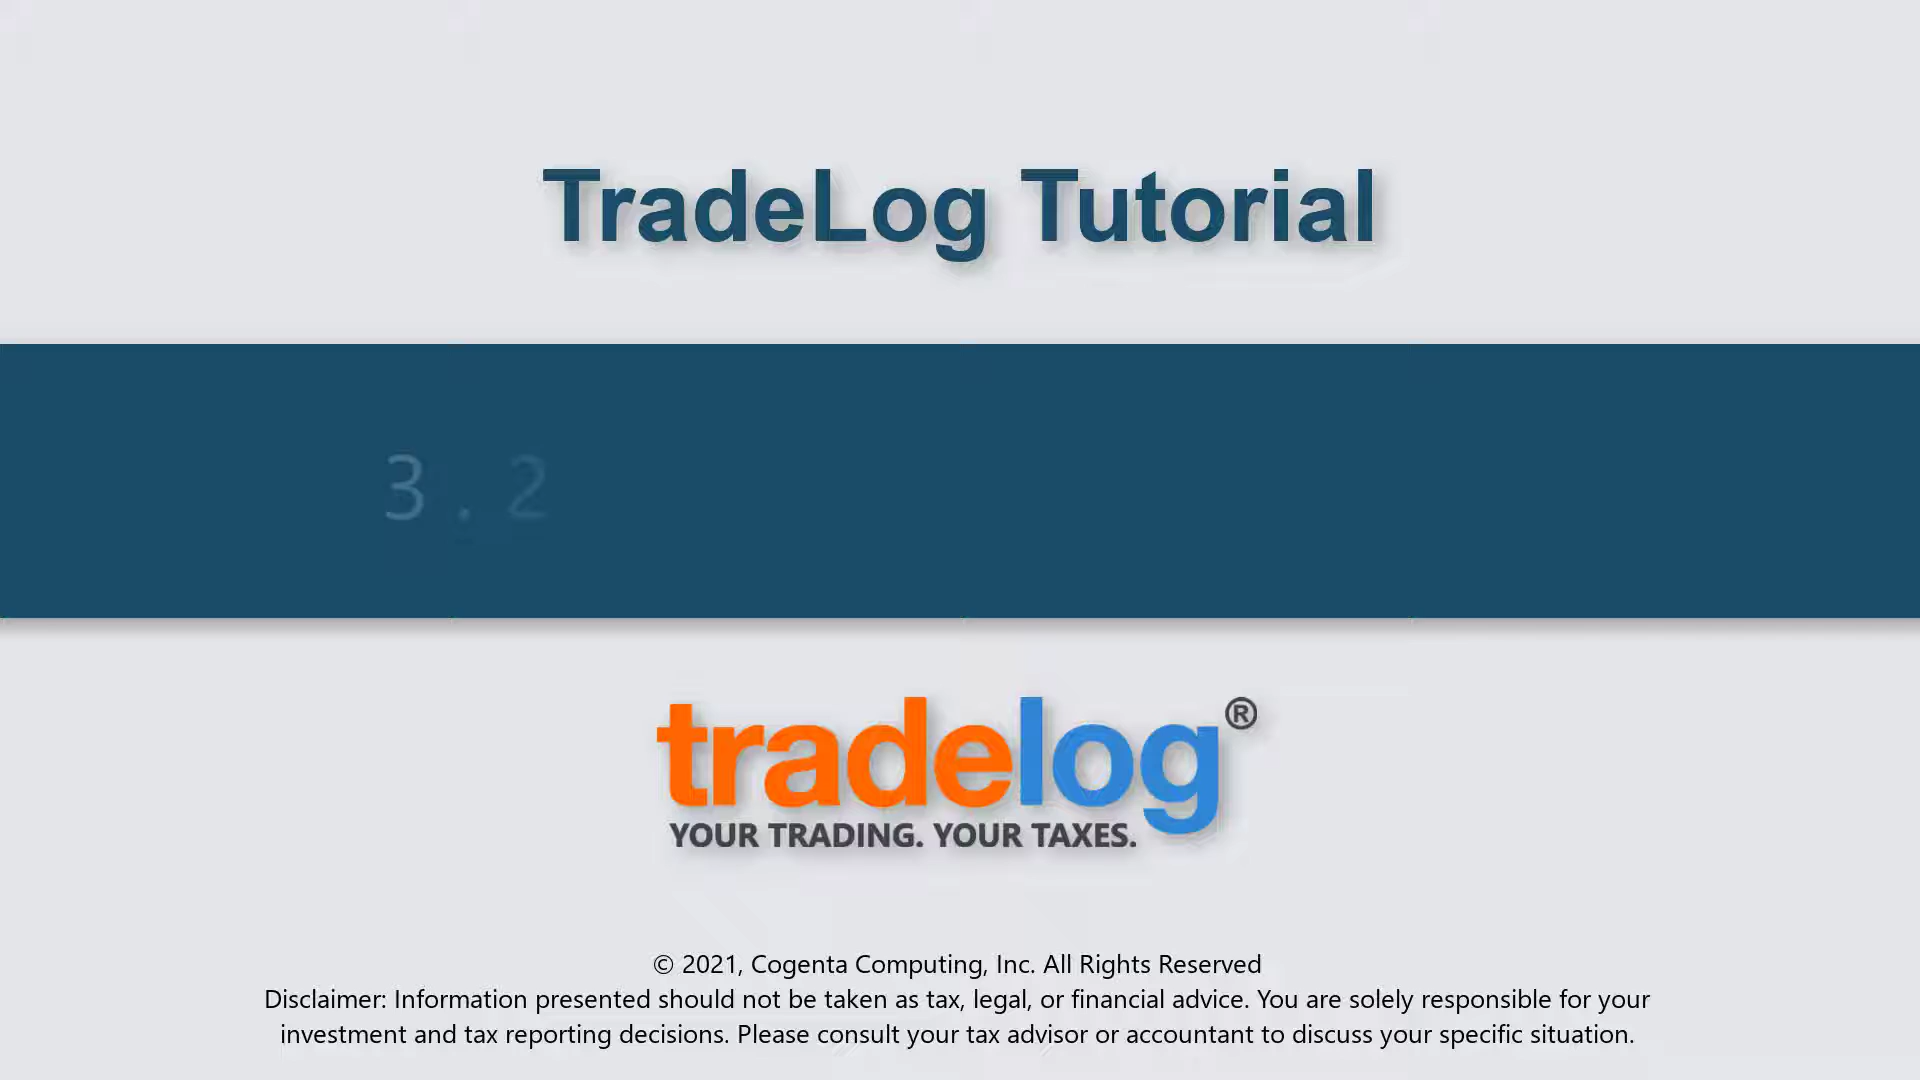 TradeLog Tutorial
3.2
tradelog®
YOUR TRADING. YOUR TAXES.
© 2021, Cogenta Computing, Inc. All Rights Reserved
Disclaimer: Information presented should not be taken as tax, legal, or financial advice. You are solely responsible for your
investment and tax reporting decisions. Please consult your tax advisor or accountant to discuss your specific situation.